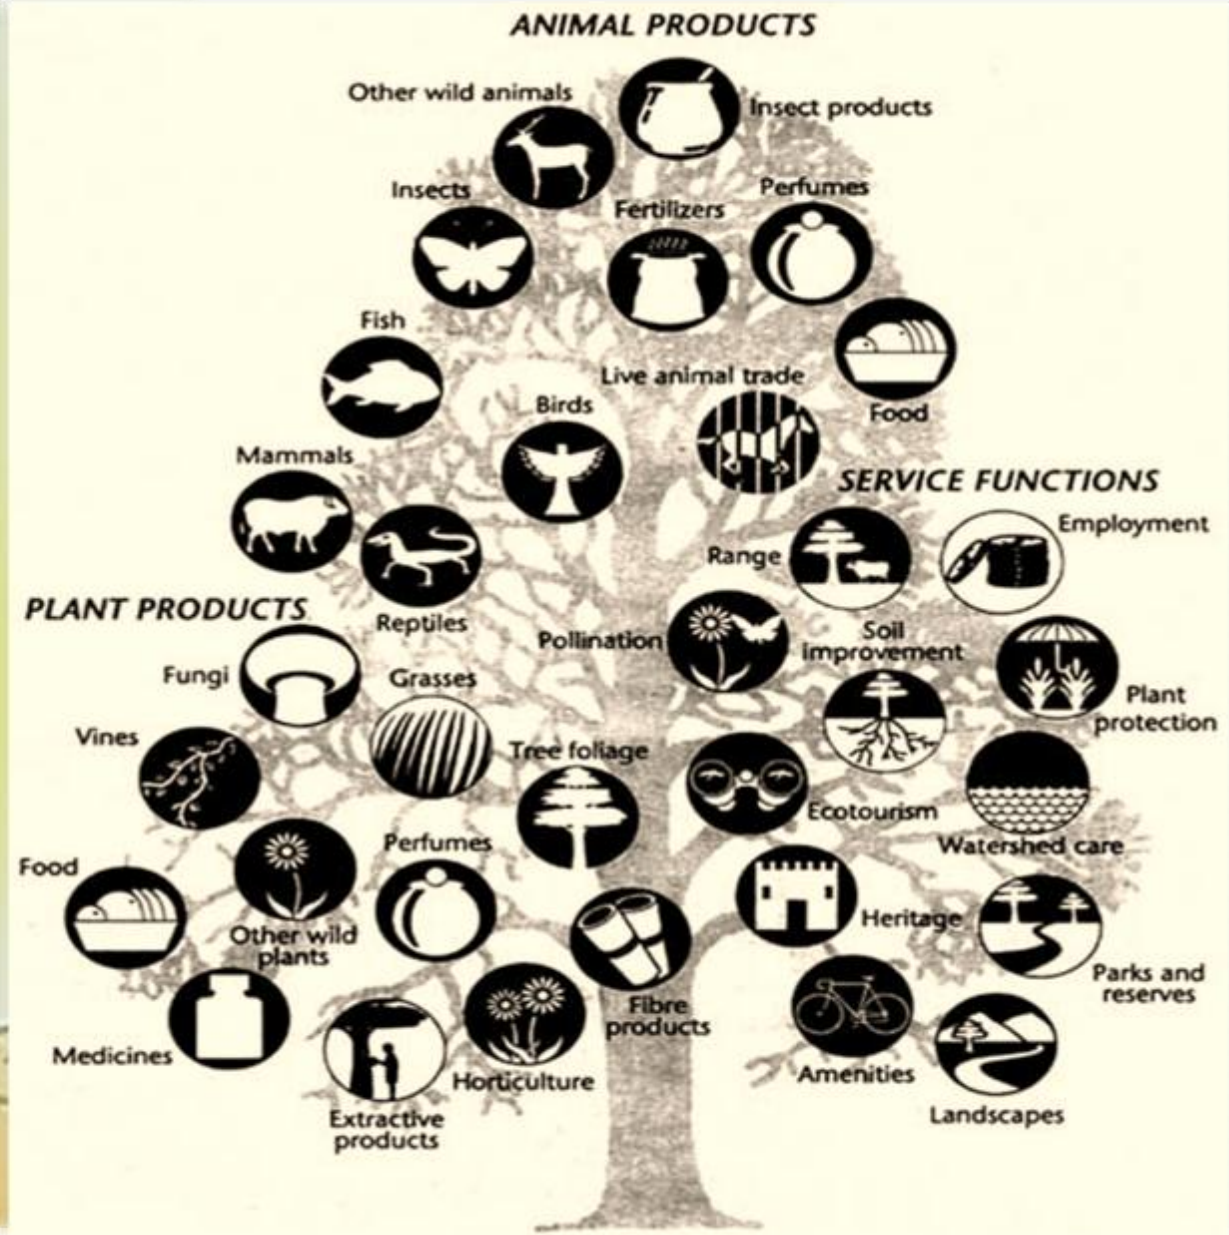 ANIMAL PRODUCTS
Other wild animals
Insect products
Insects
Perfumes
Fertilizers
Fish
Live animal trade
Food
Birds
Mammals
Reptiles
SERVICE FUNCTIONS
Employment
Range
Pollination
Soil
improvement
Plant
protection
Ecotourism
Watershed care
Heritage
Parks and
reserves
Amenities
Landscapes
PLANT PRODUCTS
Fungi
Grasses
Vines
Tree foliage
Food
Perfumes
Other wild
plants
Fibre
products
Medicines
Horticulture
Extractive
products